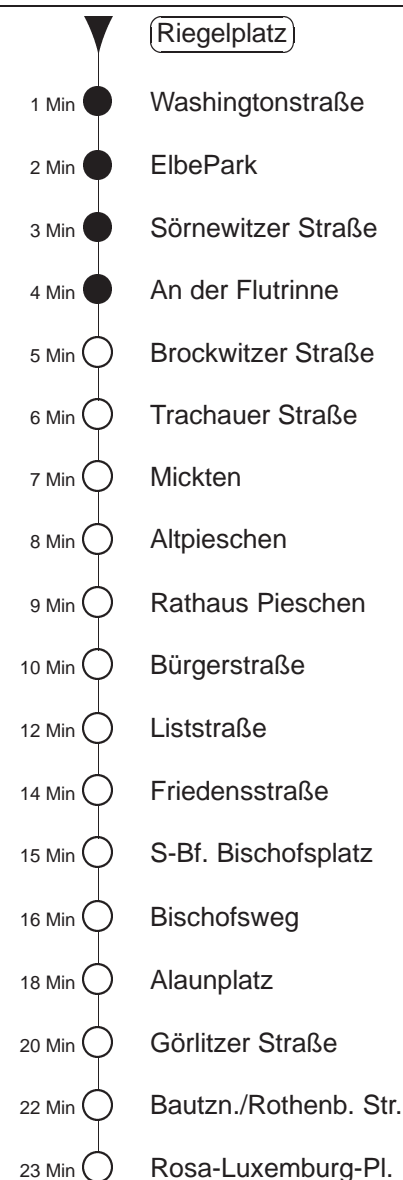 Riegelplatz
1 Min Washingtonstraße
2 Min ElbePark
3 Min Sörnewitzer Straße
4 Min An der Flutrinne
5 Min Brockwitzer Straße
6 Min Trachauer Straße
7 Min Mickten
8 Min Altpieschen
9 Min Rathaus Pieschen
10 Min Bürgerstraße
12 Min Liststraße
14 Min Friedensstraße
15 Min S-Bf. Bischofsplatz
16 Min Bischofsweg
18 Min Alaunplatz
20 Min Görlitzer Straße
22 Min Bautzn./Rothenb. Str.
23 Min Rosa-Luxemburg-Pl.